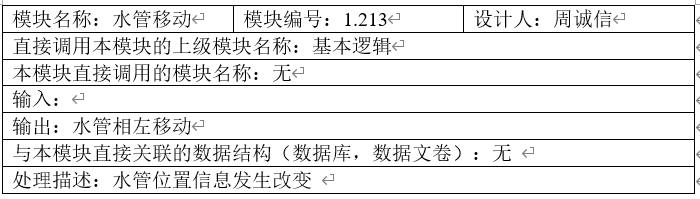 模块名称：水管移动 模块编号：1.213 设计人：周诚信
直接调用本模块的上级模块名称：基本逻辑
本模块直接调用的模块名称：无
输入：
输出：水管相左移动
与本模块直接关联的数据结构（数据库，数据文卷）：无
处理描述：水管位置信息发生改变